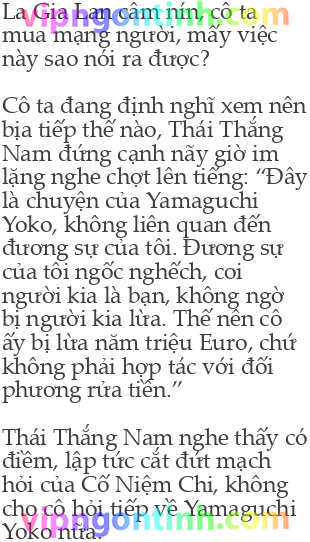 La Gia Lan câm nín, cô ta
vipngontinh.com
mua mạng người, mấy việc
này sao nói ra được?
Cô ta đang định nghĩ xem nên
bịa tiếp thế nào, Thái Thắng
Nam đứng cạnh nãy giờ im
lặng nghe chợt lên tiếng: “Đây
là chuyện của Yamaguchi
Yoko, không liên quan đến
đương sự của tôi. Đương sự
của tôi ngốc nghếch, coi
người kia là bạn, không ngờ
bị người kia lừa. Thế nên cô
ấy bị lừa năm triệu Euro, chứ
không phải hợp tác với đối
phương rửa tiền.”
Thái Thắng Nam nghe thấy có
điềm, lập tức cắt đứt mạch
hỏi của Cố Niệm Chi, không
cho cô hỏi tiếp về Yamaguchi
vipngontinh.com
Yoko nữa.